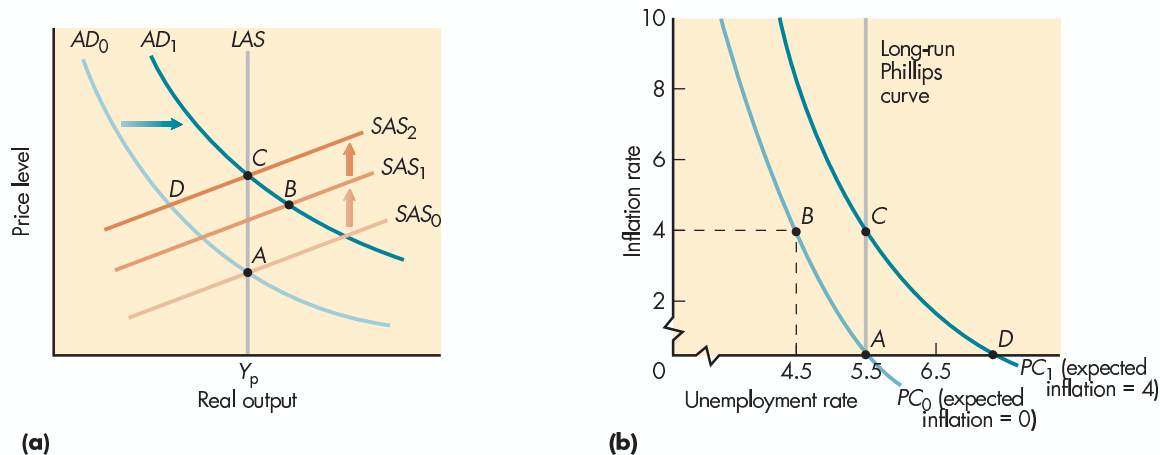 AD0 AD1 LAS
SAS2
C
SAS1
D
B
SAS0
A
Price level
Yp
Real output
(a)
10
Long-run
Phillips
curve
8
6
B
C
4
2
A
D
0
4.5 5.5 6.5
PC1 (expected
inflation = 4)
Unemployment rate
PC0 (expected
inflation = 0)
Inflation rate
(b)